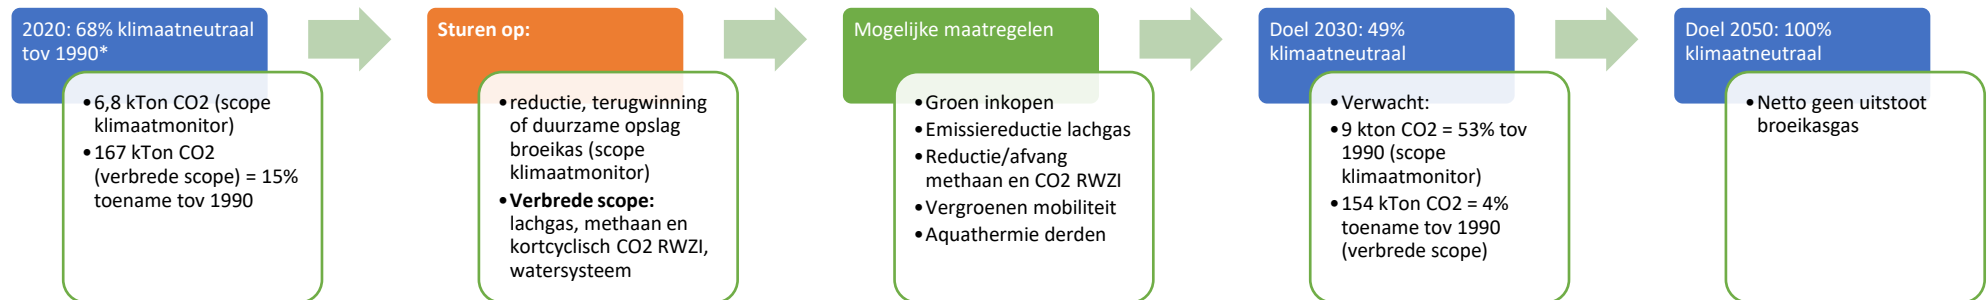 2020: 68% klimaatneutraal
tov 1990*
•6,8 kTon CO2 (scope
klimaatmonitor)
•167 kTon CO2
(verbrede scope) = 15%
toename tov 1990
Sturen op:
•reductie, terugwinning
of duurzame opslag
broeikas (scope
klimaatmonitor)
•Verbrede scope:
lachgas, methaan en
kortcyclisch CO2 RWZI,
watersysteem
Mogelijke maatregelen
•Groen inkopen
•Emissiereductie lachgas
•Reductie/afvang
methaan en CO2 RWZI
•Vergroenen mobiliteit
•Aquathermie derden
Doel 2030: 49%
klimaatneutraal
•Verwacht:
•9 kton CO2 = 53% tov
1990 (scope
klimaatmonitor)
•154 kTon CO2 = 4%
toename tov 1990
(verbrede scope)
Doel 2050: 100%
klimaatneutraal
•Netto geen uitstoot
broeikasgas